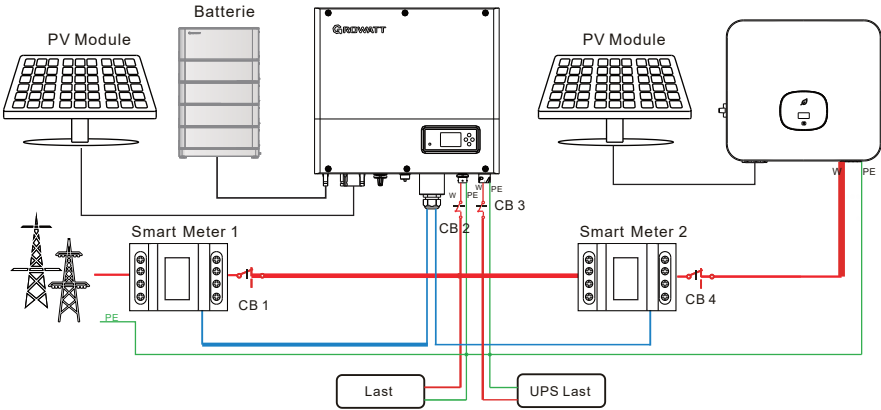 Batterie
PV Module
GROWATT
PV Module
W
PE
W
PE
W
PE
CB 3
CB 2
Smart Meter 1
Smart Meter 2
CB 1
CB 4
PE
Last
UPS Last